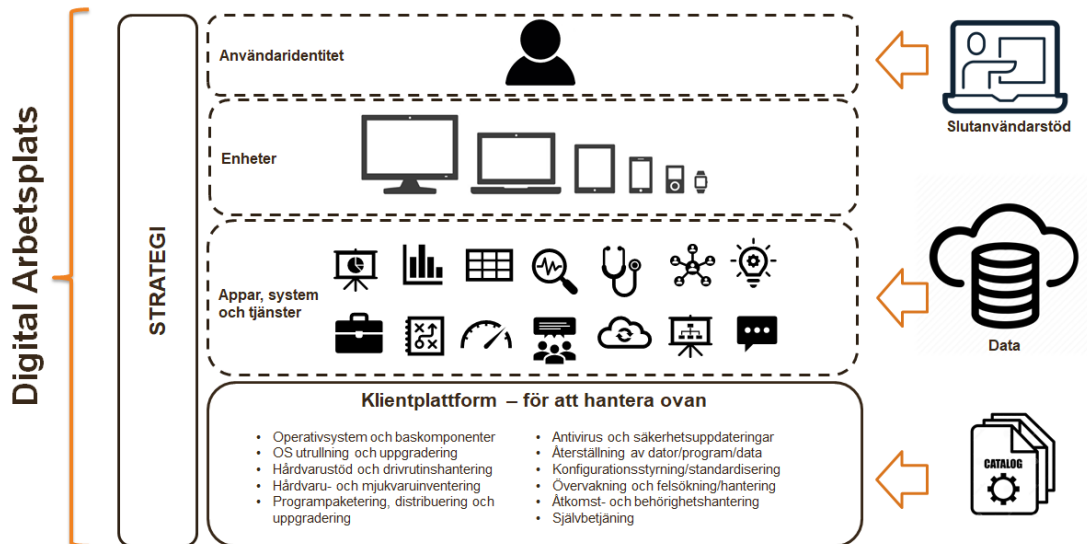 Digital Arbetsplats
STRATEGI
Användaridentitet
Enheter
Appar, system
och tjänster
Klientplattform – för att hantera ovan
• Operativsystem och baskomponenter
• OS utrullning och uppgradering
• Hårdvarustöd och drivrutinshantering
• Hårdvaru- och mjukvaruinventering
• Programpaketering, distribuering och
uppgradering
• Antivirus och säkerhetsuppdateringar
• Återställning av dator/program/data
• Konfigurationsstyrning/standardisering
• Övervakning och felsökning/hantering
• Åtkomst- och behörighetshantering
• Självbetjäning
Slutanvändarstöd
Data
CATALOG